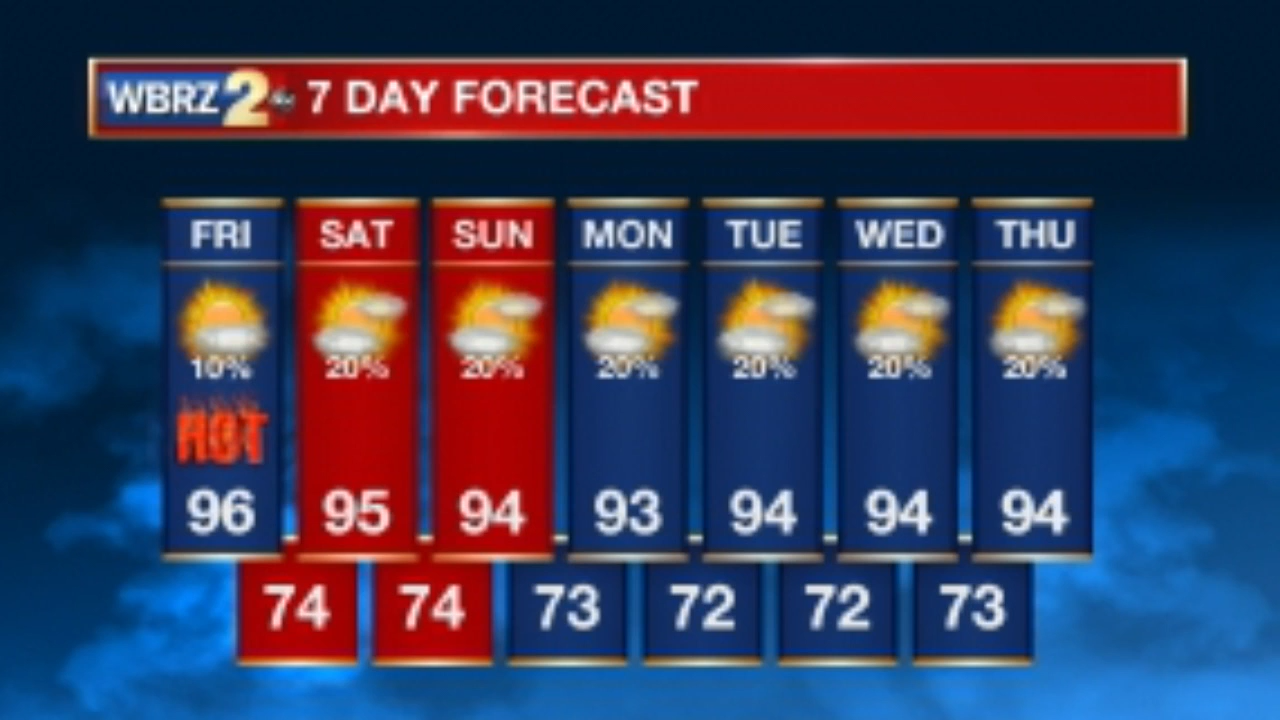 WBRZ 2 abc 7 DAY FORECAST
FRI SAT SUN MON TUE WED THU
10% 20% 20% 20% 20% 20% 20%
HOT
96 95 94 93 94 94 94
74 74 73 72 72 73